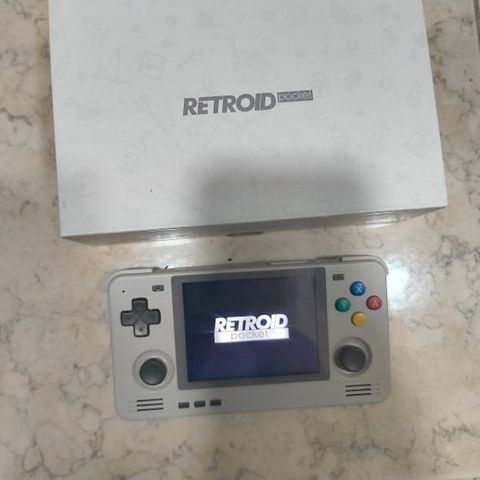 RETROID pocket
X
Y
A
RETROID
pocket